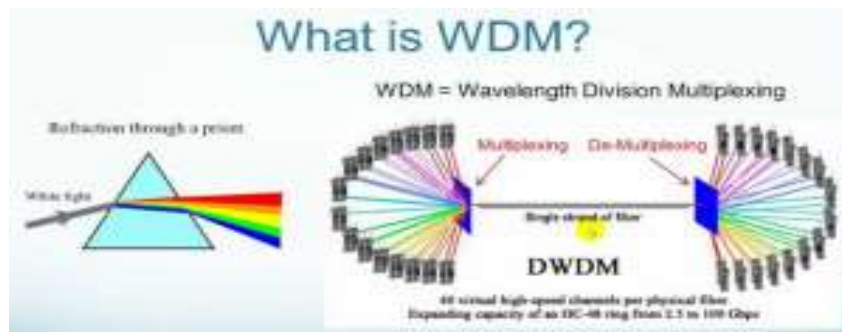 What is WDM?
WDM = Wavelength Division Multiplexing
Refraction through a prism
White light
Multiplexing
De-Multiplexing
Single strand of fiber
DWDM
40 virtual high-speed channels per physical fiber
Expanding capacity of an OC-48 ring from 2.5 to 100 Gbps